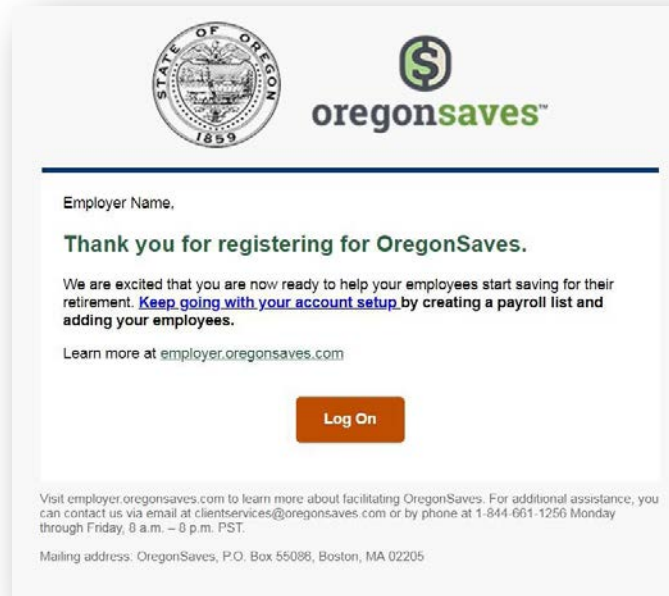 STATE OF OREGON
1859
oregonsaves™
Employer Name,
Thank you for registering for OregonSaves.
We are excited that you are now ready to help your employees start saving for their
retirement. Keep going with your account setup by creating a payroll list and
adding your employees.
Learn more at employer.oregonsaves.com
Log On
Visit employer.oregonsaves.com to learn more about facilitating OregonSaves. For additional assistance, you
can contact us via email at clientservices@oregonsaves.com or by phone at 1-844-661-1256 Monday
through Friday, 8 a.m. – 8 p.m. PST.
Mailing address: OregonSaves, P.O. Box 55086, Boston, MA 02205